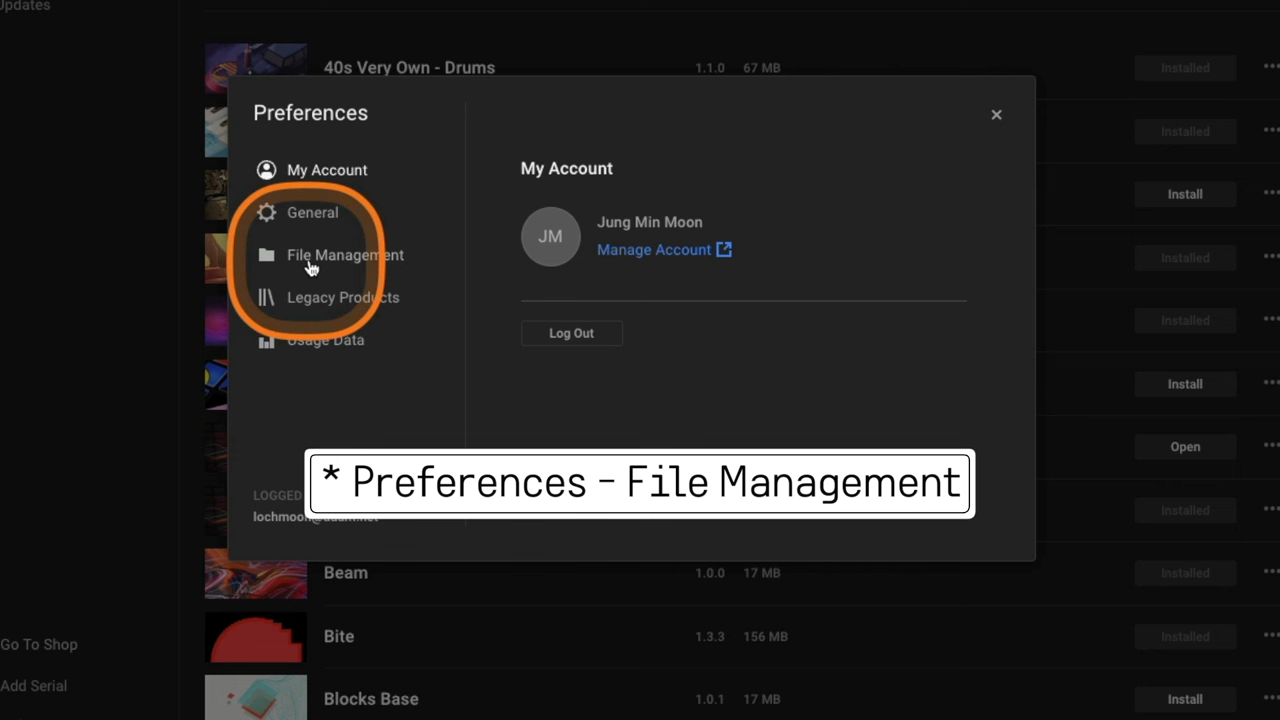 Updates
40s Very Own - Drums 1.1.0 67 MB Installed
Preferences
My Account
General
File Management
Legacy Products
Usage Data
My Account
JM
Jung Min Moon
Manage Account
Log Out
Installed
Install
Installed
Installed
Install
Open
Installed
* Preferences - File Management
LOGGED
Beam 1.0.0 17 MB Installed
Bite 1.3.3 156 MB Installed
Blocks Base 1.0.1 17 MB Install
Go To Shop
Add Serial